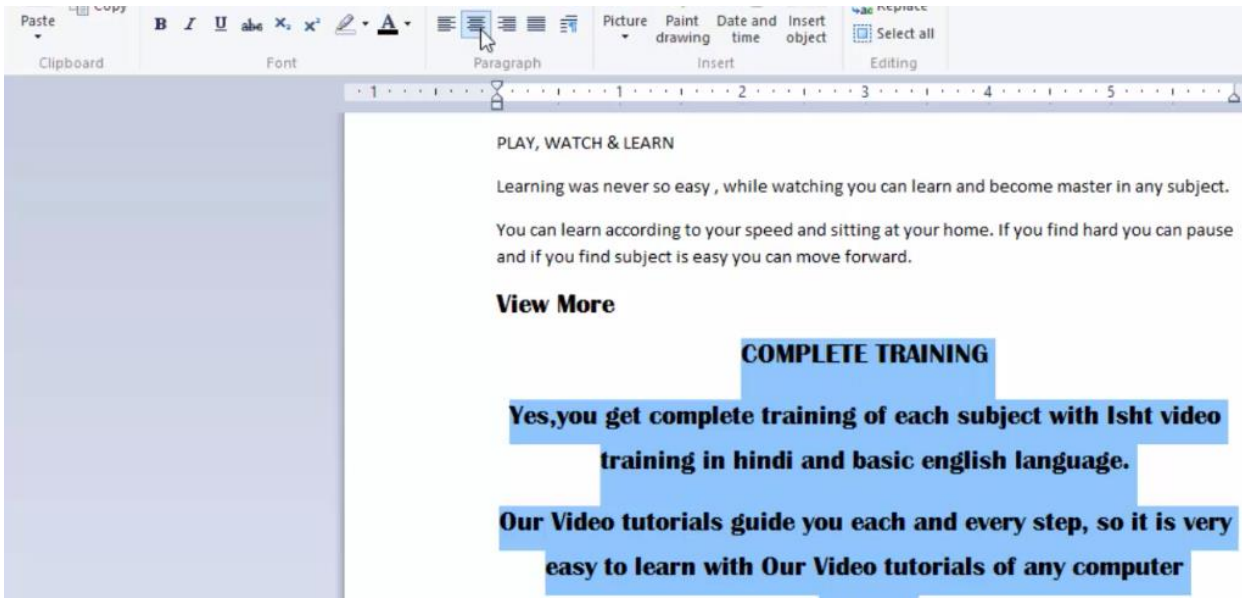 Copy
Replace
Paste
B I U abc X₂ X² A
Picture Paint drawing Date and time Insert object
Select all
Clipboard Font Paragraph Insert Editing
1 1 2 3 4 5
PLAY, WATCH & LEARN
Learning was never so easy , while watching you can learn and become master in any subject.
You can learn according to your speed and sitting at your home. If you find hard you can pause
and if you find subject is easy you can move forward.
View More
COMPLETE TRAINING
Yes,you get complete training of each subject with Isht video
training in hindi and basic english language.
Our Video tutorials guide you each and every step, so it is very
easy to learn with Our Video tutorials of any computer